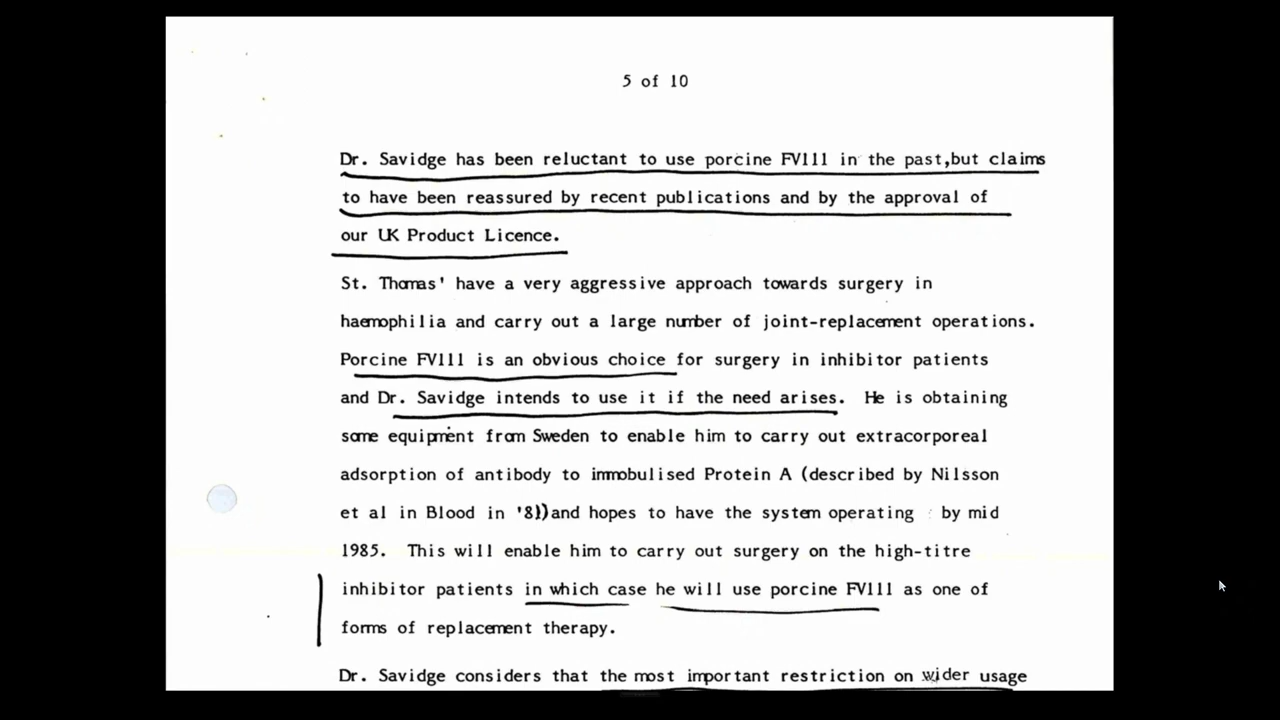 5 of 10
Dr. Savidge has been reluctant to use porcine FV111 in the past,but claims
to have been reassured by recent publications and by the approval of
our UK Product Licence.
St. Thomas' have a very aggressive approach towards surgery in
haemophilia and carry out a large number of joint-replacement operations.
Porcine FV111 is an obvious choice for surgery in inhibitor patients
and Dr. Savidge intends to use it if the need arises. He is obtaining
some equipment from Sweden to enable him to carry out extracorporeal
adsorption of antibody to immobulised Protein A (described by Nilsson
et al in Blood in '81)and hopes to have the system operating by mid
1985. This will enable him to carry out surgery on the high-titre
inhibitor patients in which case he will use porcine FV111 as one of
forms of replacement therapy.
Dr. Savidge considers that the most important restriction on wider usage